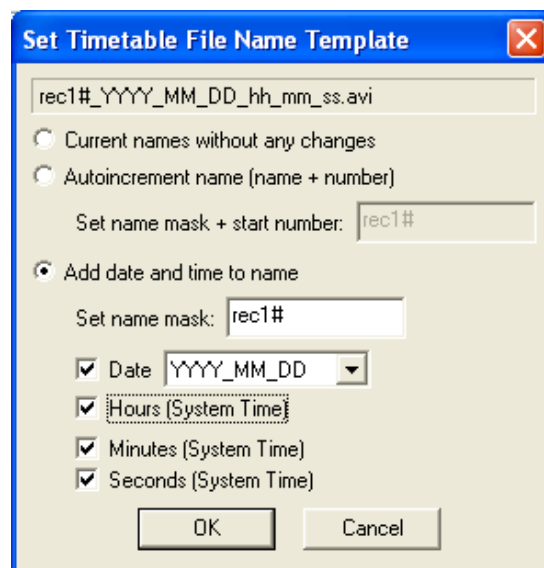 Set Timetable File Name Template
rec1#_YYYY_MM_DD_hh_mm_ss.avi
Current names without any changes
Autoincrement name (name + number)
Set name mask + start number: rec1#
Add date and time to name
Set name mask: rec1#
Date YYYY_MM_DD
Hours (System Time)
Minutes (System Time)
Seconds (System Time)
OK Cancel